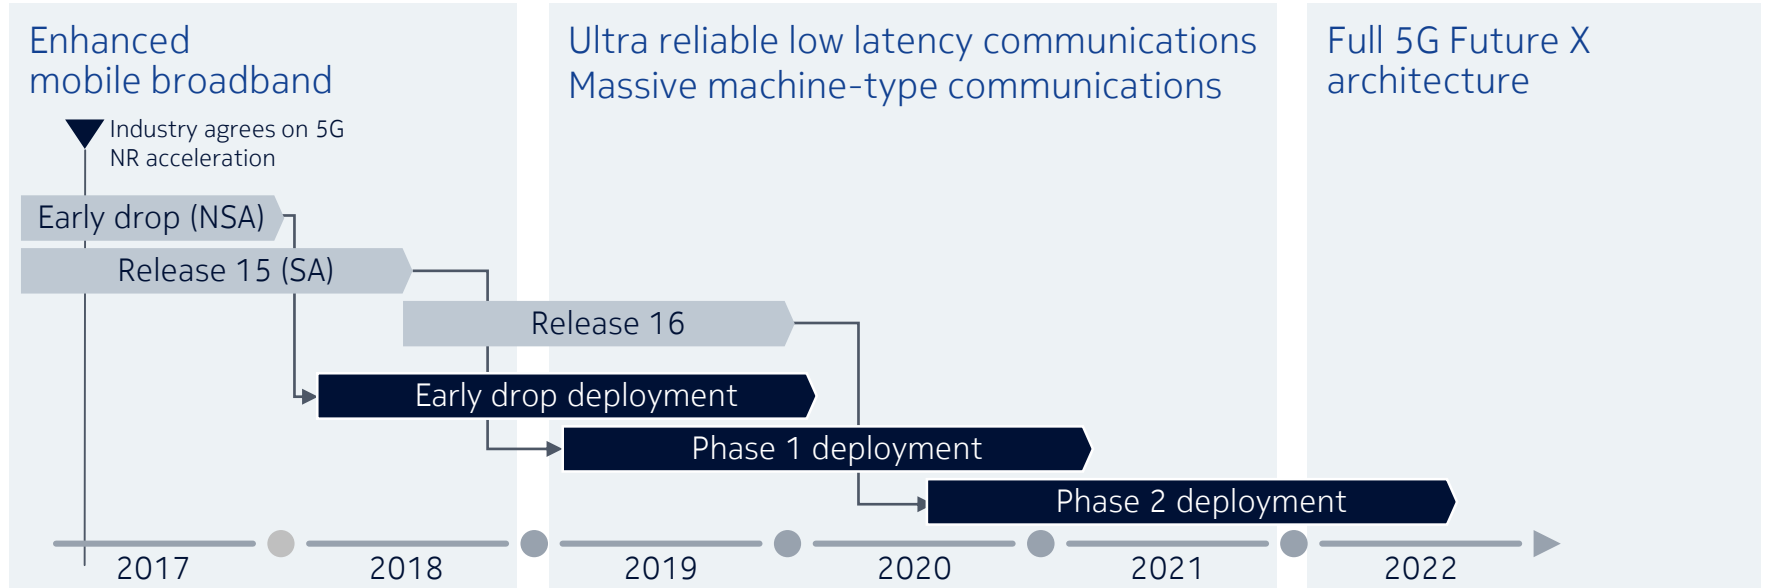 Enhanced
mobile broadband
Ultra reliable low latency communications
Massive machine-type communications
Full 5G Future X
architecture
Industry agrees on 5G
NR acceleration
Early drop (NSA)
Release 15 (SA)
Release 16
Early drop deployment
Phase 1 deployment
Phase 2 deployment
2017
2018
2019
2020
2021
2022